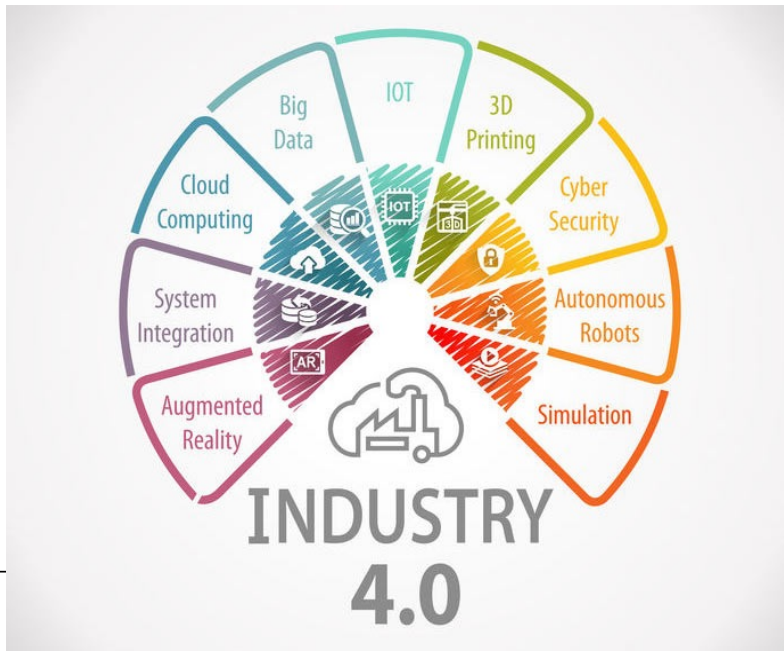 Augmented
Reality
System
Integration
Cloud
Computing
Big
Data
IOT
3D
Printing
Cyber
Security
Autonomous
Robots
Simulation
AR
IOT
3D
INDUSTRY
4.0